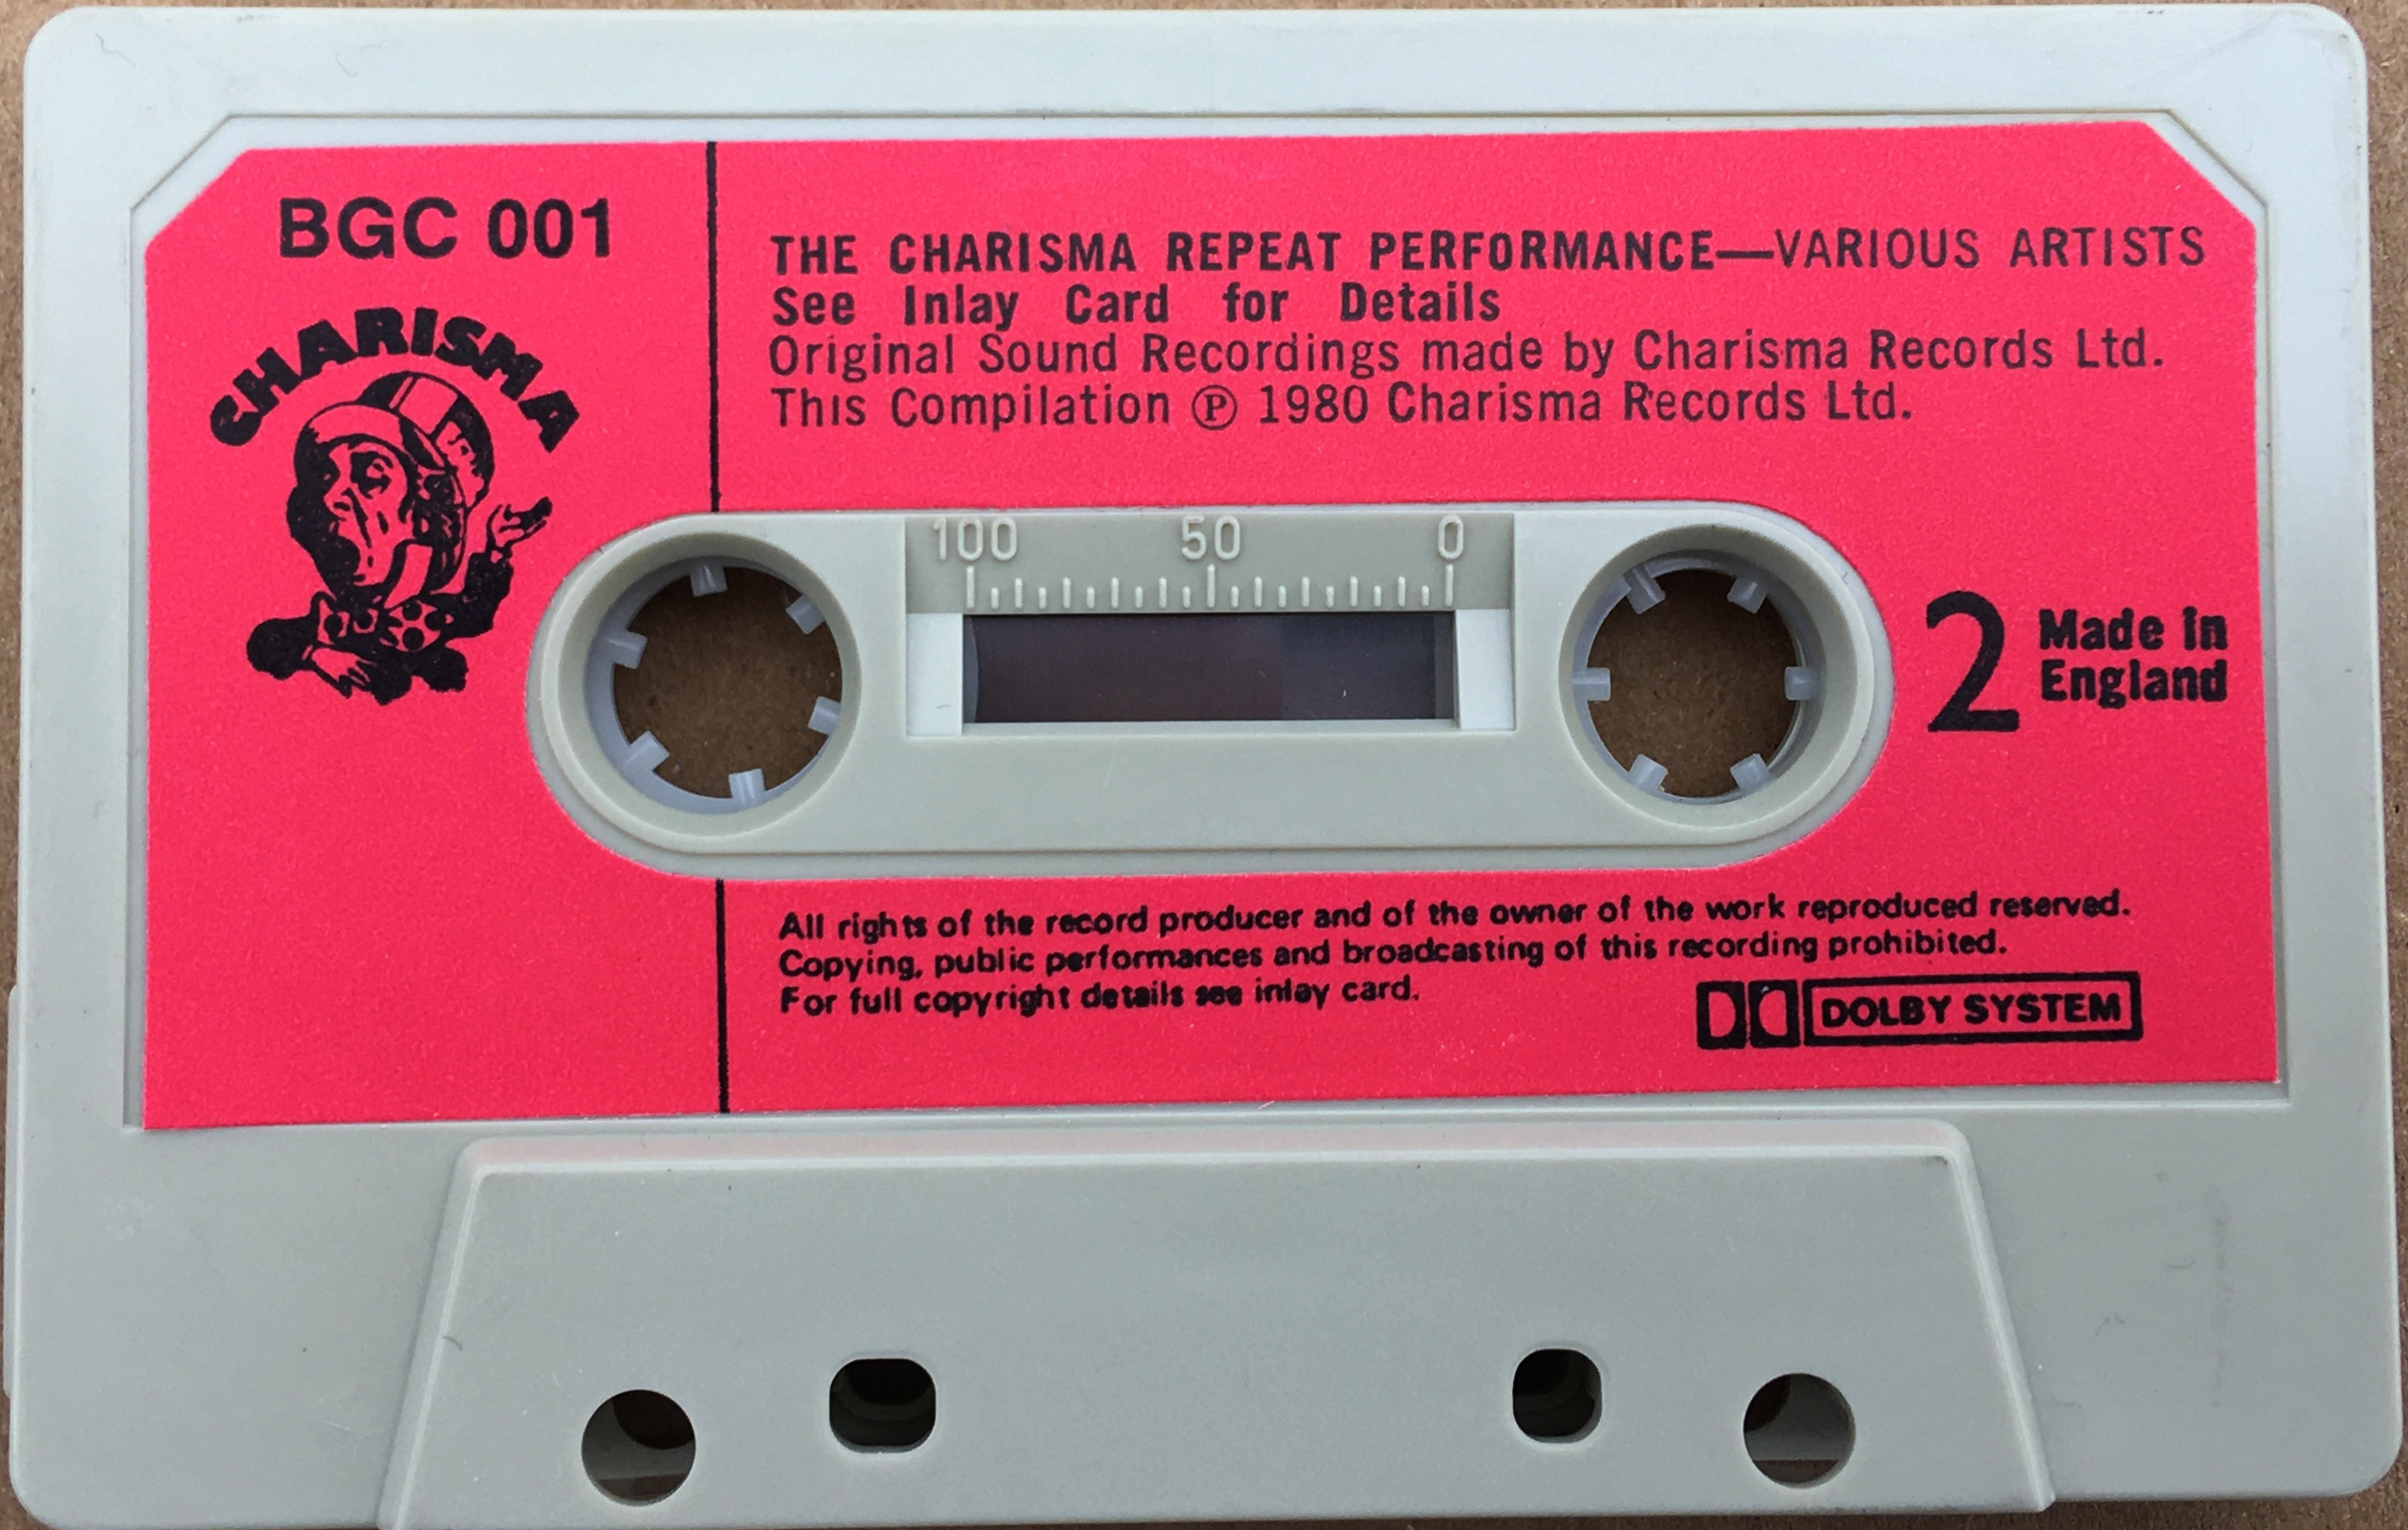 BGC 001
CHARISMA
THE CHARISMA REPEAT PERFORMANCE—VARIOUS ARTISTS
See Inlay Card for Details
Original Sound Recordings made by Charisma Records Ltd.
This Compilation Ⓟ 1980 Charisma Records Ltd.
100 50 0
2
Made in
England
All rights of the record producer and of the owner of the work reproduced reserved.
Copying, public performances and broadcasting of this recording prohibited.
For full copyright details see inlay card.
DOLBY SYSTEM